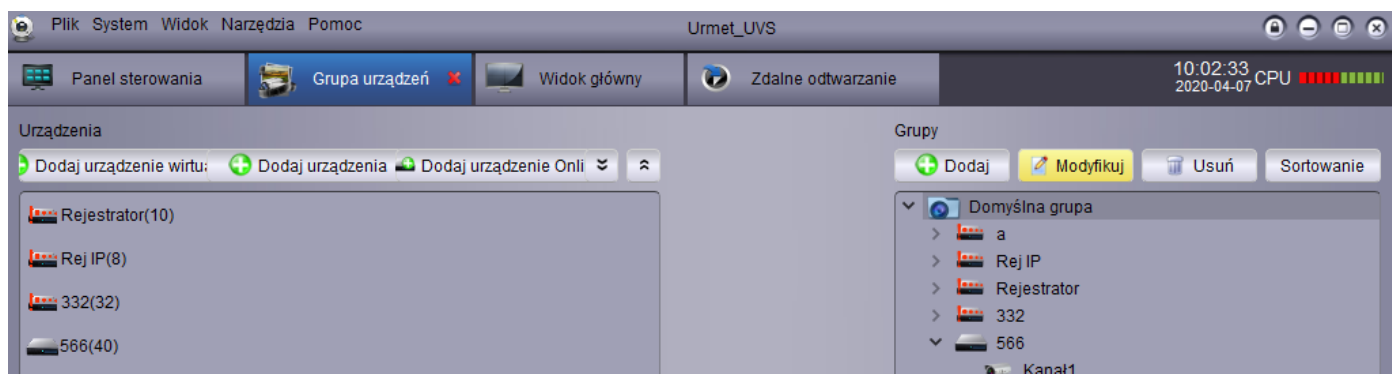 Plik System Widok Narzędzia Pomoc Urmet_UVS
Panel sterowania Grupa urządzeń Widok główny Zdalne odtwarzanie 10:02:33 CPU
2020-04-07
Urządzenia Grupy
Dodaj urządzenie wirtu Dodaj urządzenia Dodaj urządzenie Onli Dodaj Modyfikuj Usuń Sortowanie
Rejestrator(10)
Rej IP(8)
332(32)
566(40)
Domyślna grupa
a
Rej IP
Rejestrator
332
566
Kanał1